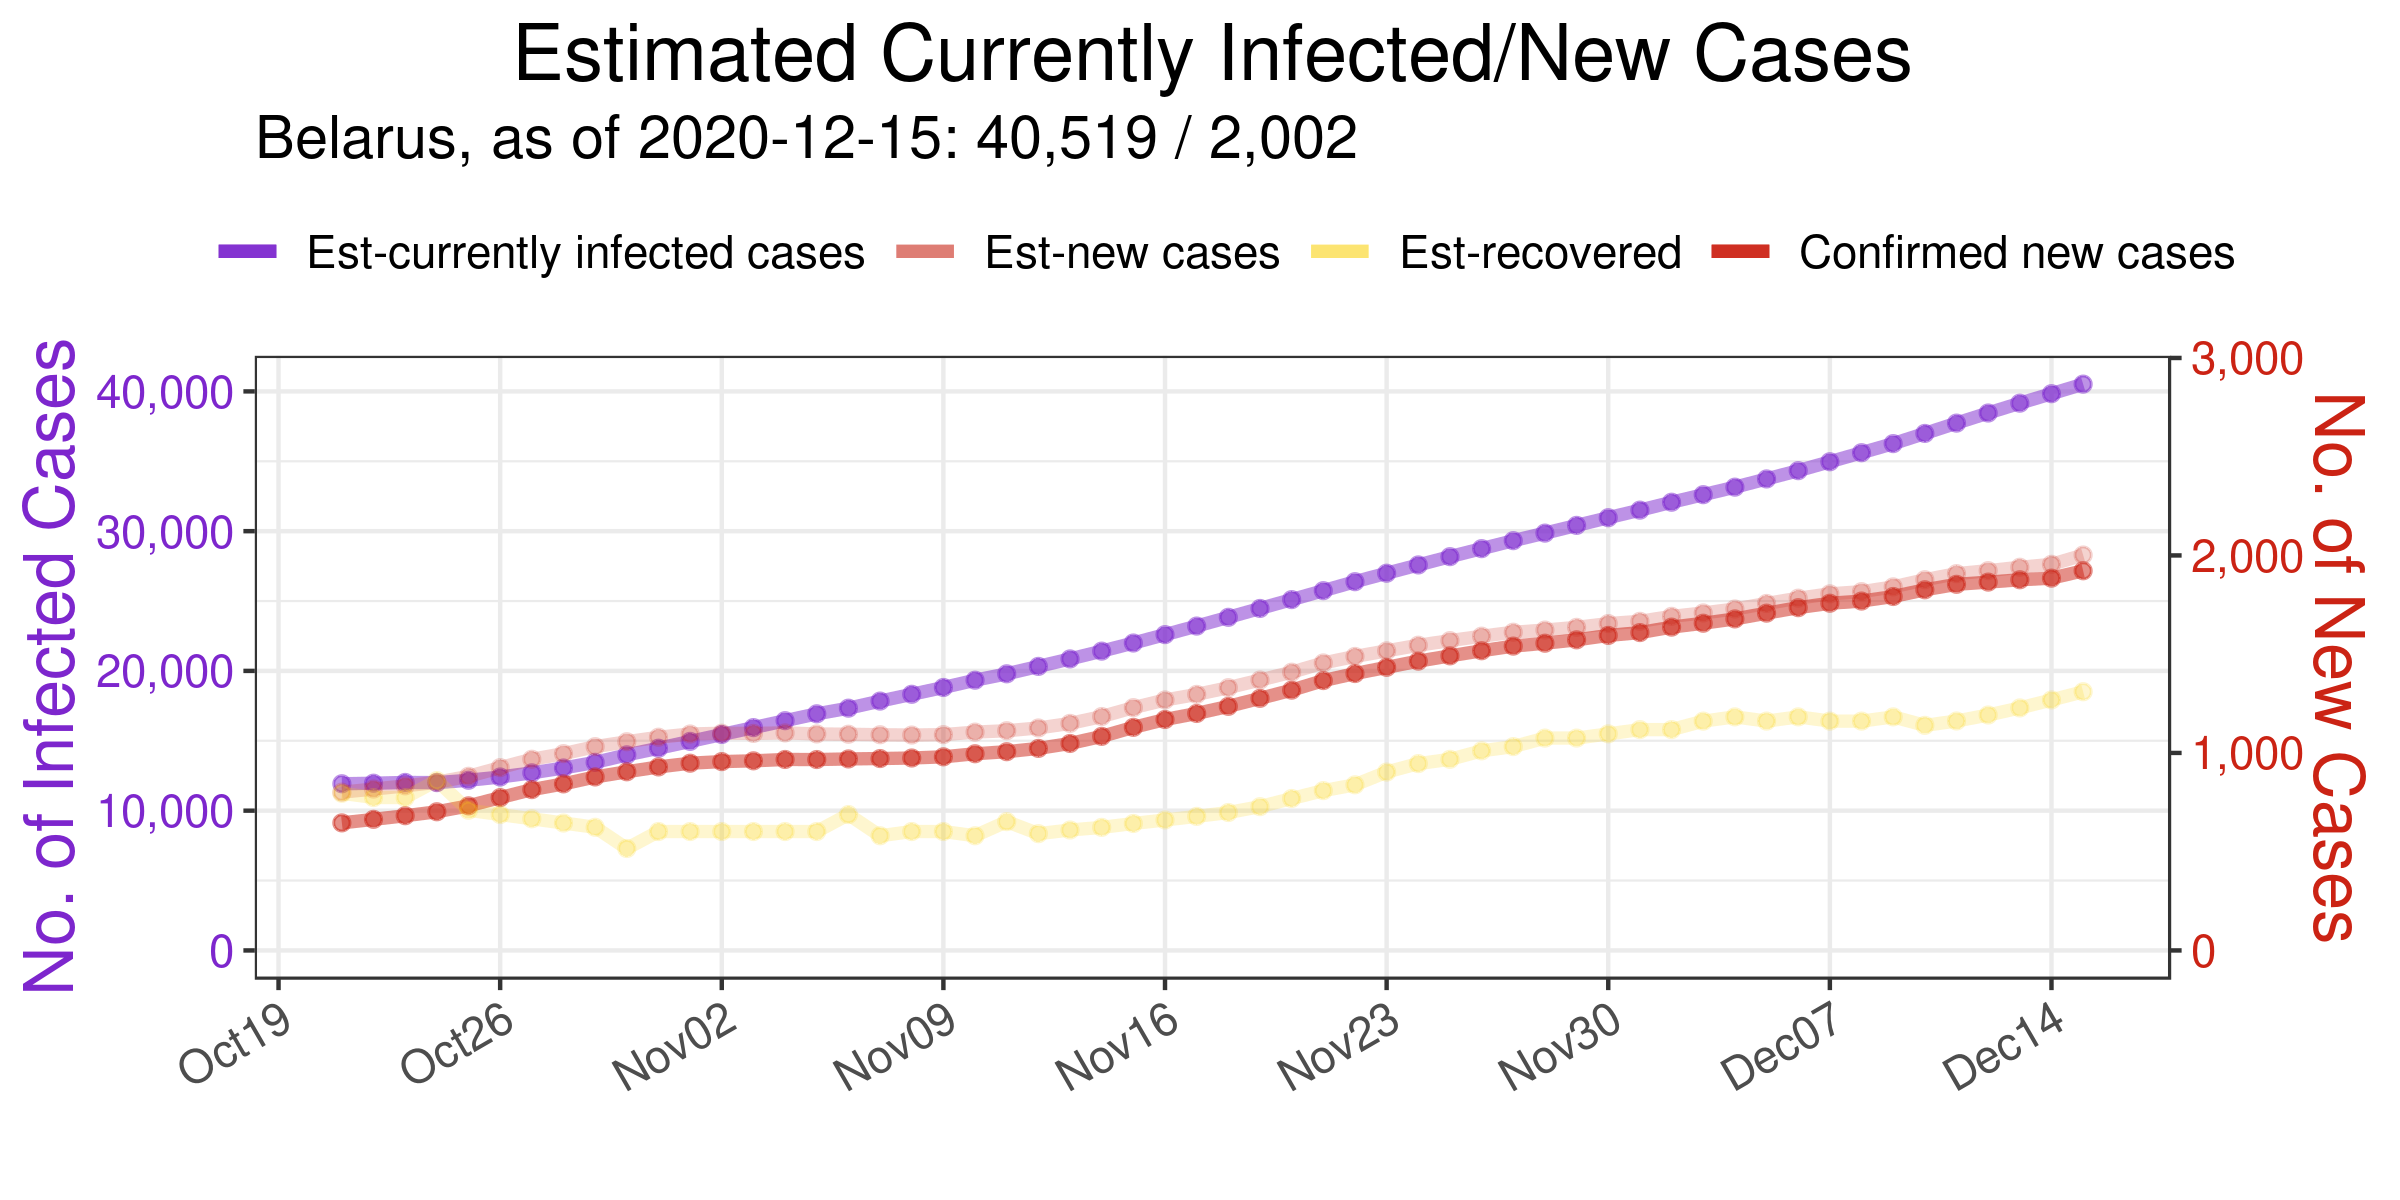 Estimated Currently Infected/New Cases
Belarus, as of 2020-12-15: 40,519 / 2,002
Est-currently infected cases Est-new cases Est-recovered Confirmed new cases
No. of Infected Cases
40,000
30,000
20,000
10,000
0
3,000
2,000
1,000
0
No. of New Cases
Oct19 Oct26 Nov02 Nov09 Nov16 Nov23 Nov30 Dec07 Dec14